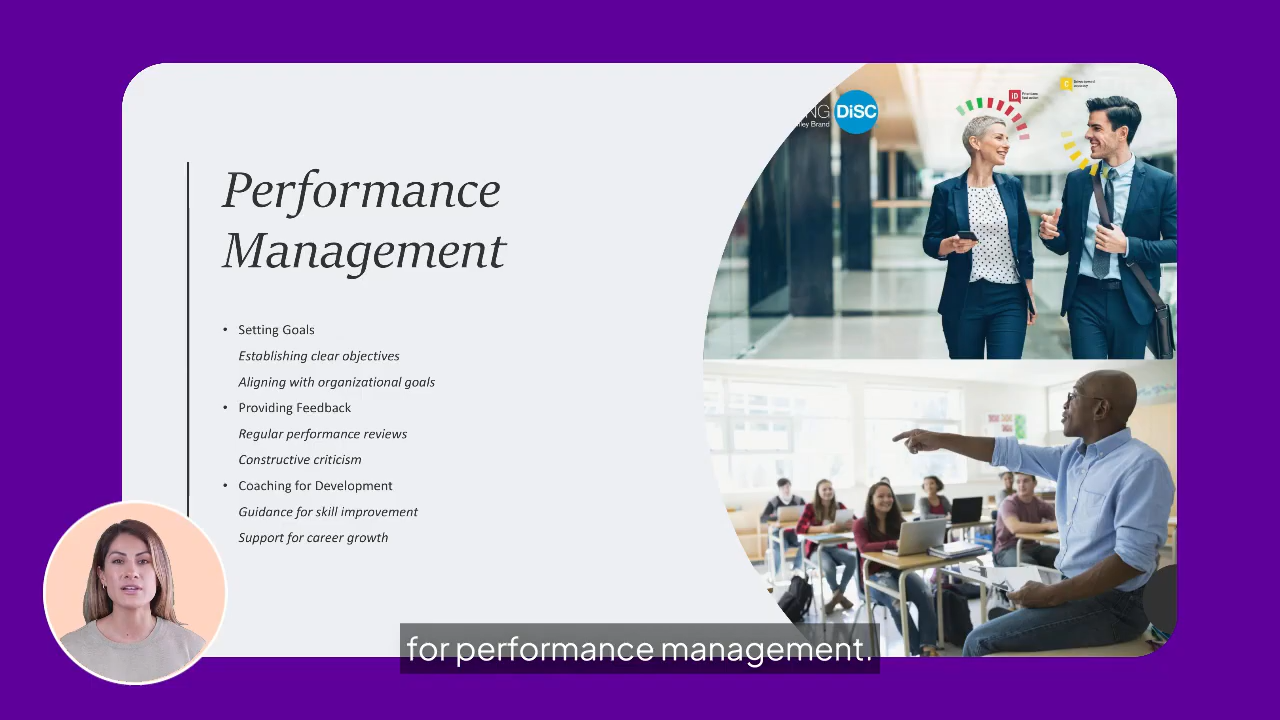 Performance
Management
• Setting Goals
Establishing clear objectives
Aligning with organizational goals
• Providing Feedback
Regular performance reviews
Constructive criticism
• Coaching for Development
Guidance for skill improvement
Support for career growth
DiSC
iD
C
for performance management.